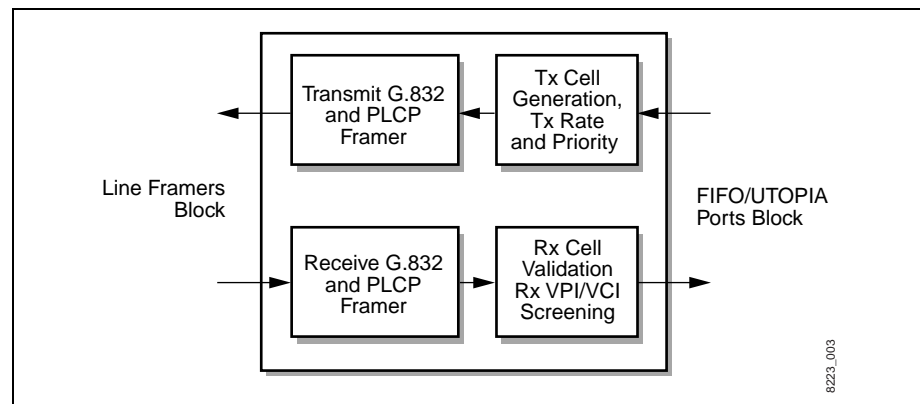 Transmit G.832
and PLCP
Framer
Tx Cell
Generation,
Tx Rate
and Priority
Line Framers
Block
FIFO/UTOPIA
Ports Block
Receive G.832
and PLCP
Framer
Rx Cell
Validation
Rx VPI/VCI
Screening
8223_003